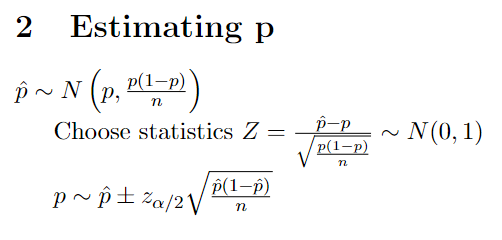 2 Estimating p
p̂ ∼ N (p, p(1−p)/n)
Choose statistics Z = (p̂−p)/√(p(1−p)/n) ∼ N(0, 1)
p ∼ p̂ ± z_{α/2}√(p̂(1−p̂)/n)